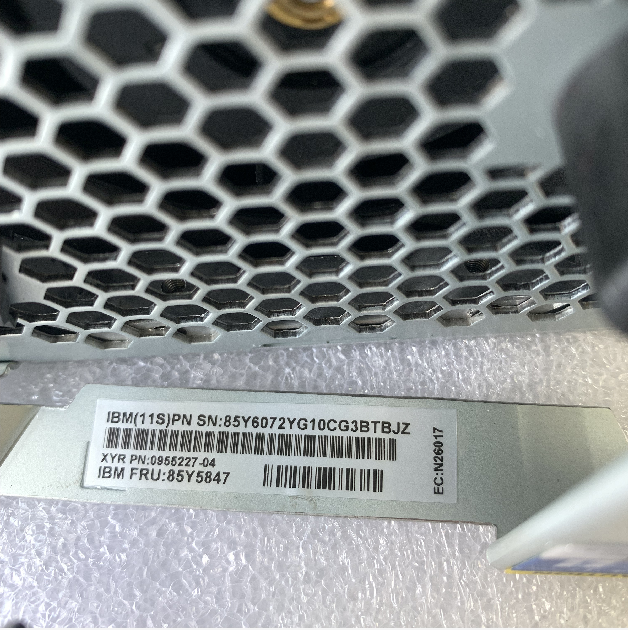 IBM(11S)PN SN:85Y6072YG10CG3BTBJZ
XYR PN:0955227-04
IBM FRU:85Y5847
EC:N26017